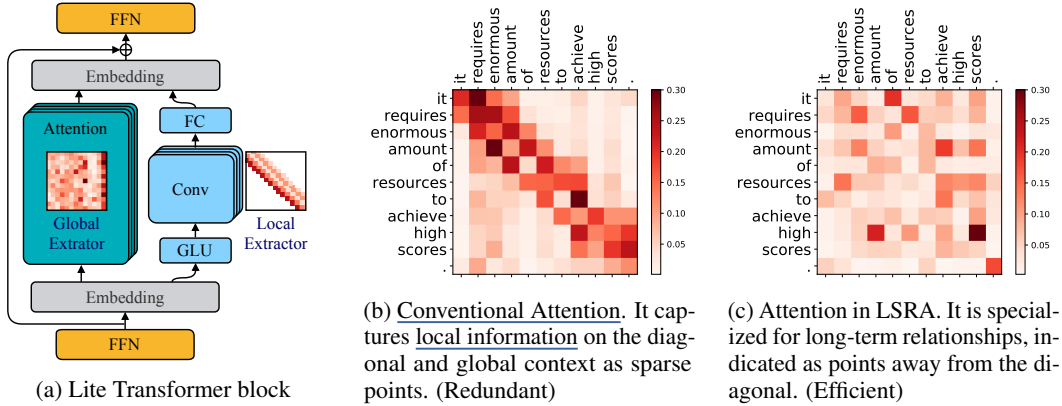 FFN
Embedding
Attention
Global
Extrator
FC
Conv
Local
Extractor
GLU
Embedding
FFN
(a) Lite Transformer block
it
requires
enormous
amount
of
resources
to
achieve
high
scores
.
it
requires
enormous
amount
of
resources
to
achieve
high
scores
.
0.30
0.25
0.20
0.15
0.10
0.05
(b) Conventional Attention. It cap-
tures local information on the diag-
onal and global context as sparse
points. (Redundant)
it
requires
enormous
amount
of
resources
to
achieve
high
scores
.
it
requires
enormous
amount
of
resources
to
achieve
high
scores
.
0.30
0.25
0.20
0.15
0.10
0.05
(c) Attention in LSRA. It is special-
ized for long-term relationships, in-
dicated as points away from the di-
agonal. (Efficient)